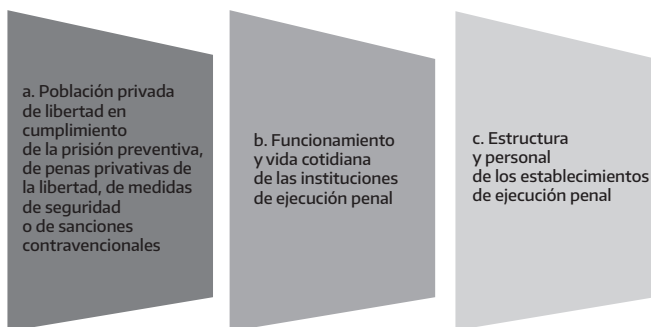 a. Población privada
de libertad en
cumplimiento
de la prisión preventiva,
de penas privativas de
la libertad, de medidas
de seguridad
o de sanciones
contravencionales
b. Funcionamiento
y vida cotidiana
de las instituciones
de ejecución penal
c. Estructura
y personal
de los establecimientos
de ejecución penal